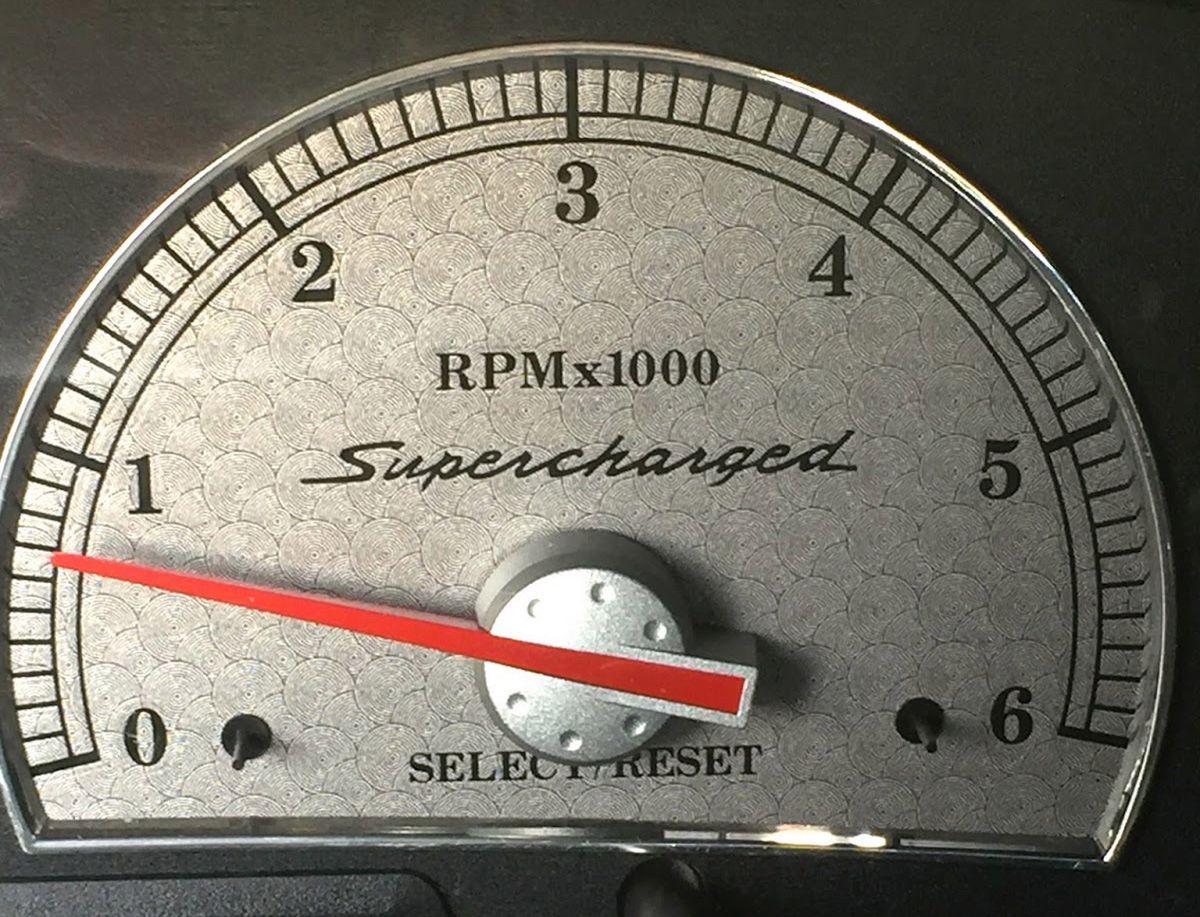 3
2 4
RPMx1000
Supercharged
1 5
0 6
SELECT/RESET